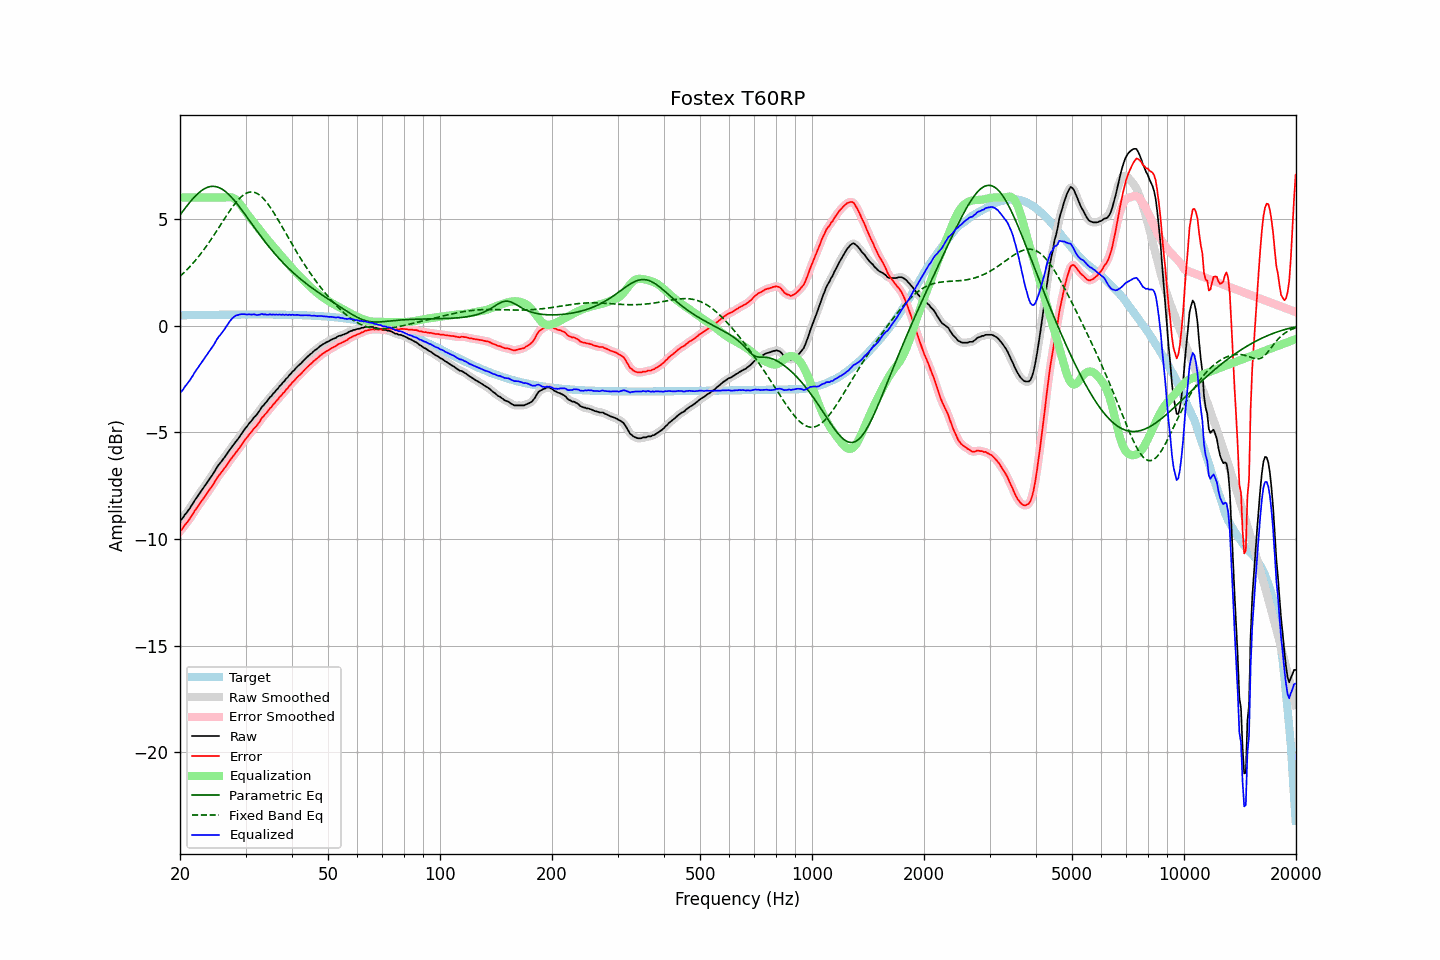 Fostex T60RP
Amplitude (dBr)
5
0
−5
−10
−15
−20
Target
Raw Smoothed
Error Smoothed
Raw
Error
Equalization
Parametric Eq
Fixed Band Eq
Equalized
20 50 100 200 500 1000 2000 5000 10000 20000
Frequency (Hz)